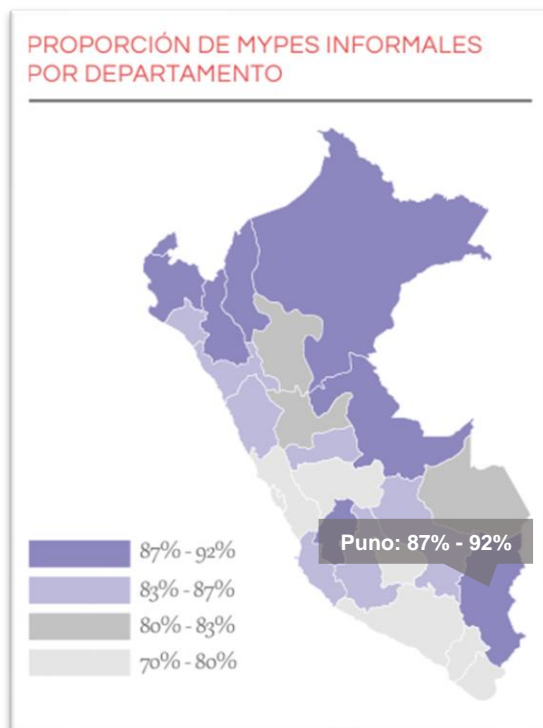 PROPORCIÓN DE MYPES INFORMALES
POR DEPARTAMENTO
Puno: 87% - 92%
87% - 92%
83% - 87%
80% - 83%
70% - 80%